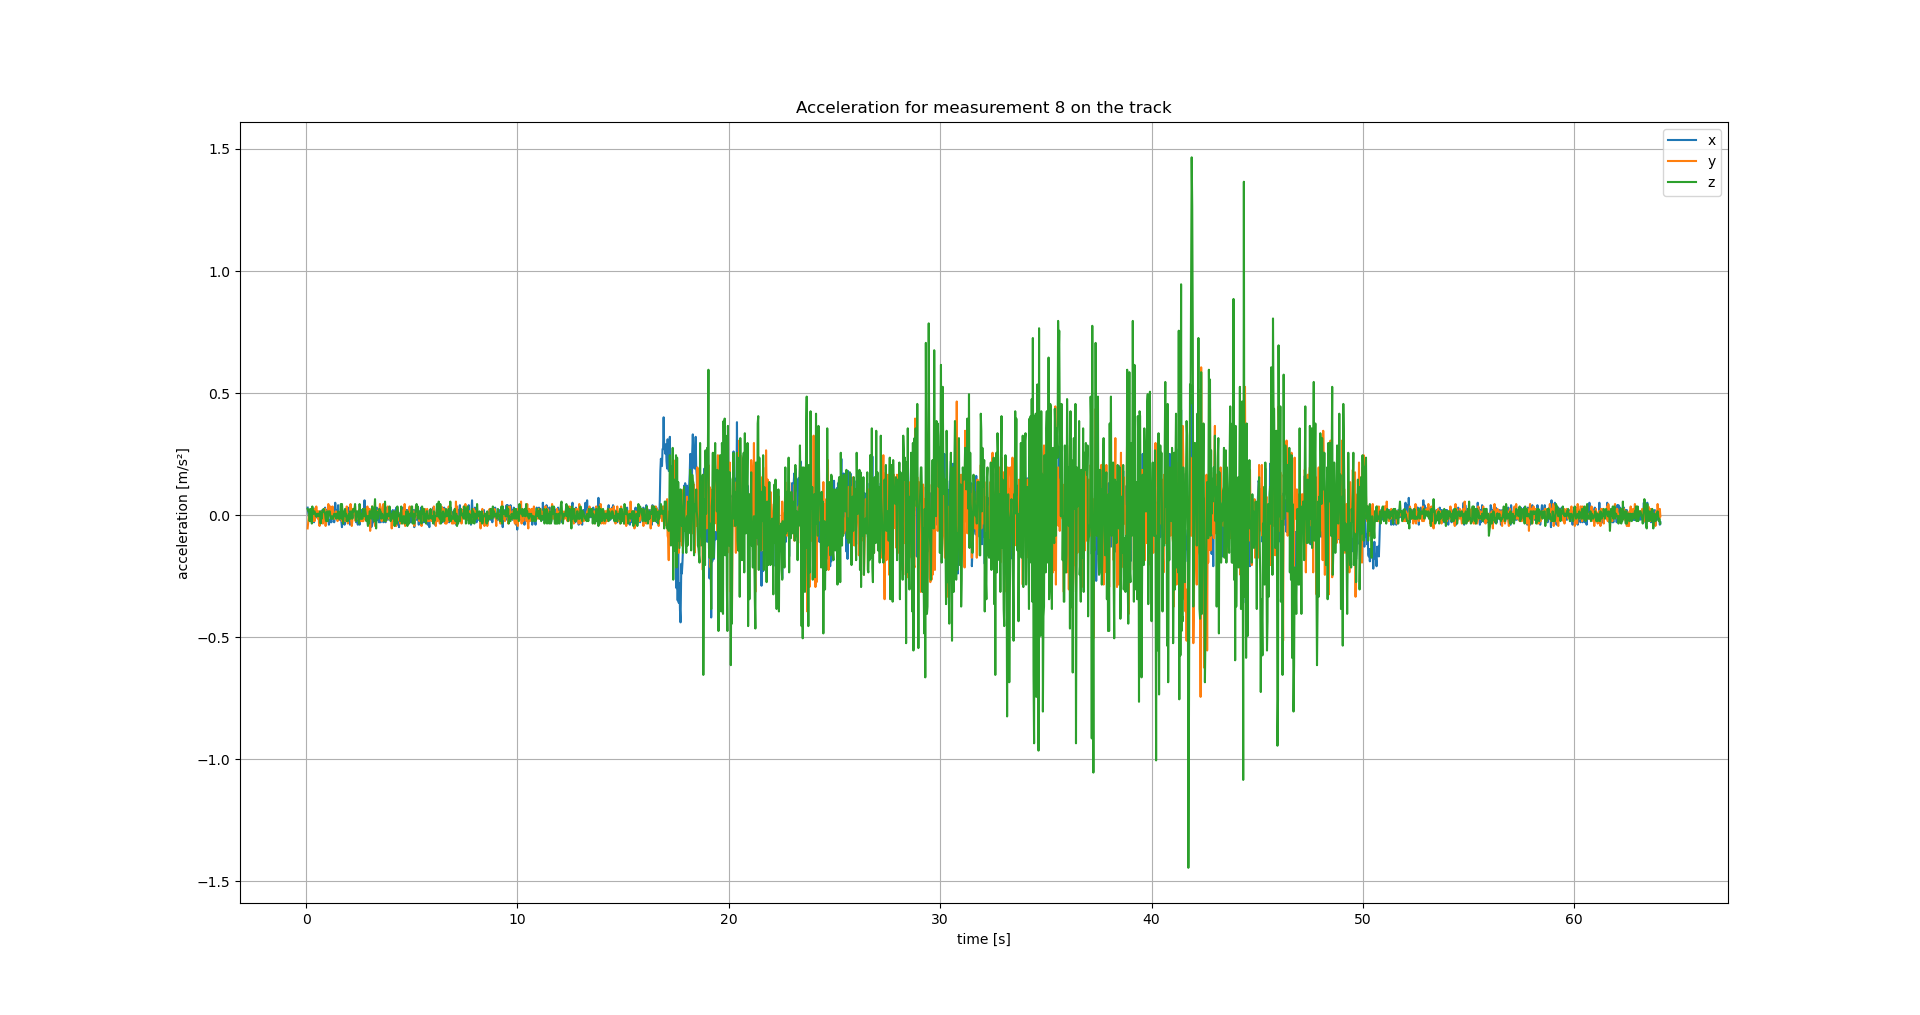 Acceleration for measurement 8 on the track
x
y
z
1.5
1.0
0.5
0.0
−0.5
−1.0
−1.5
acceleration [m/s²]
0 10 20 30 40 50 60
time [s]